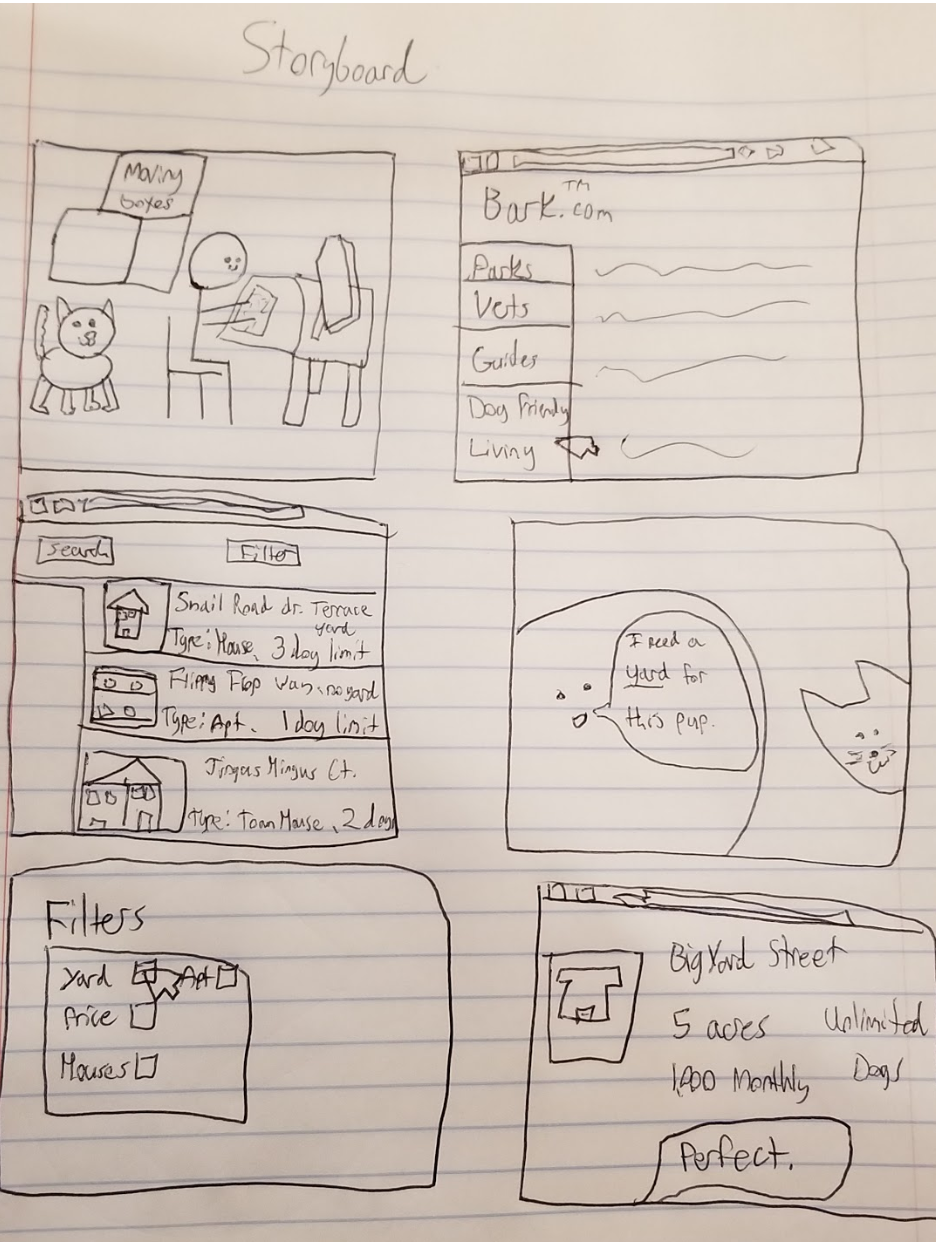 Storyboard
Moving
boxes
Bark.com
TM
Parks
Vets
Guides
Dog Friendly
Living
Search
Filter
Snail Road dr. Terrace
yard
Type: House, 3 dog limit
Flippy Flop Way. no yard
Type: Apt. 1 dog limit
Jingus Mingus Ct.
Type: Town House, 2 dog
I need a
yard for
this pup.
Filters
Yard Apt
Price
Houses
Big Yard Street
5 acres Unlimited
Monthly Dogs
Perfect.